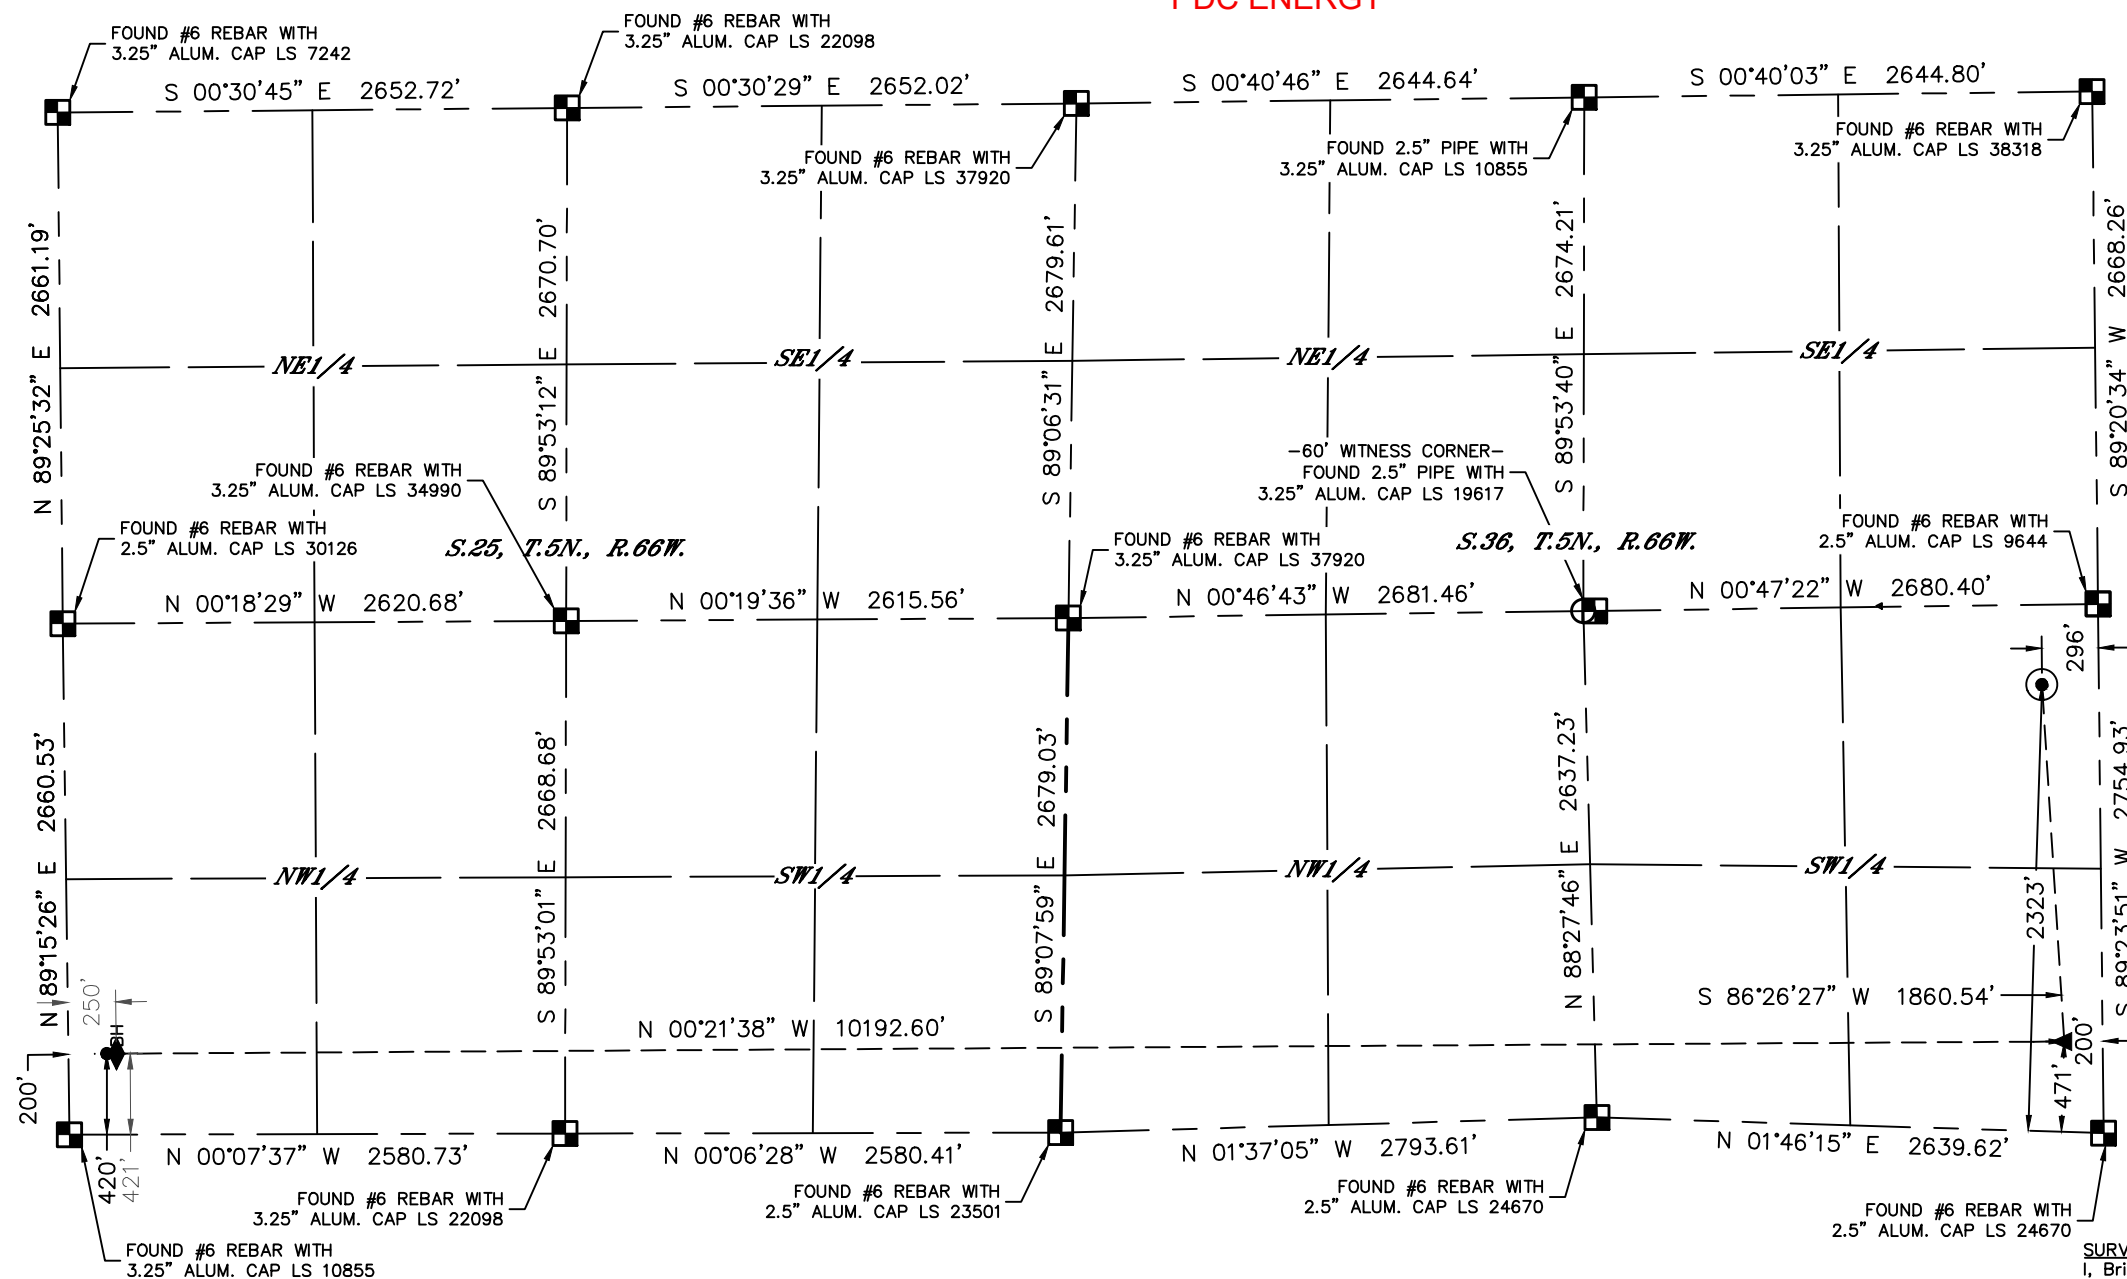 PDC ENERGY
FOUND #6 REBAR WITH
3.25" ALUM. CAP LS 7242
FOUND #6 REBAR WITH
3.25" ALUM. CAP LS 22098
S 00°30'45" E 2652.72'
S 00°30'29" E 2652.02'
S 00°40'46" E 2644.64'
S 00°40'03" E 2644.80'
FOUND #6 REBAR WITH
3.25" ALUM. CAP LS 37920
FOUND 2.5" PIPE WITH
3.25" ALUM. CAP LS 10855
FOUND #6 REBAR WITH
3.25" ALUM. CAP LS 38318
N 89°25'32" E 2661.19'
S 89°53'12" E 2670.70'
S 89°06'31" E 2679.61'
S 89°53'40" E 2674.21'
S 89°20'34" W 2668.26'
NE1/4
SE1/4
NE1/4
SE1/4
FOUND #6 REBAR WITH
3.25" ALUM. CAP LS 34990
-60' WITNESS CORNER-
FOUND 2.5" PIPE WITH
3.25" ALUM. CAP LS 19617
FOUND #6 REBAR WITH
2.5" ALUM. CAP LS 30126
S.25, T.5N., R.66W.
FOUND #6 REBAR WITH
3.25" ALUM. CAP LS 37920
S.36, T.5N., R.66W.
FOUND #6 REBAR WITH
2.5" ALUM. CAP LS 9644
N 00°18'29" W 2620.68'
N 00°19'36" W 2615.56'
N 00°46'43" W 2681.46'
N 00°47'22" W 2680.40'
296'
N 89°15'26" E 2660.53'
S 89°53'01" E 2668.68'
S 89°07'59" E 2679.03'
N 88°27'46" E 2637.23'
S 89°23'51" W 2754.93'
NW1/4
SW1/4
NW1/4
SW1/4
2323'
250'
BH
S 86°26'27" W 1860.54'
N 00°21'38" W 10192.60'
200'
200'
471'
420'
421'
N 00°07'37" W 2580.73'
N 00°06'28" W 2580.41'
N 01°37'05" W 2793.61'
N 01°46'15" E 2639.62'
FOUND #6 REBAR WITH
3.25" ALUM. CAP LS 22098
FOUND #6 REBAR WITH
2.5" ALUM. CAP LS 23501
FOUND #6 REBAR WITH
2.5" ALUM. CAP LS 24670
FOUND #6 REBAR WITH
2.5" ALUM. CAP LS 24670
FOUND #6 REBAR WITH
3.25" ALUM. CAP LS 10855
SURV
I, Bri